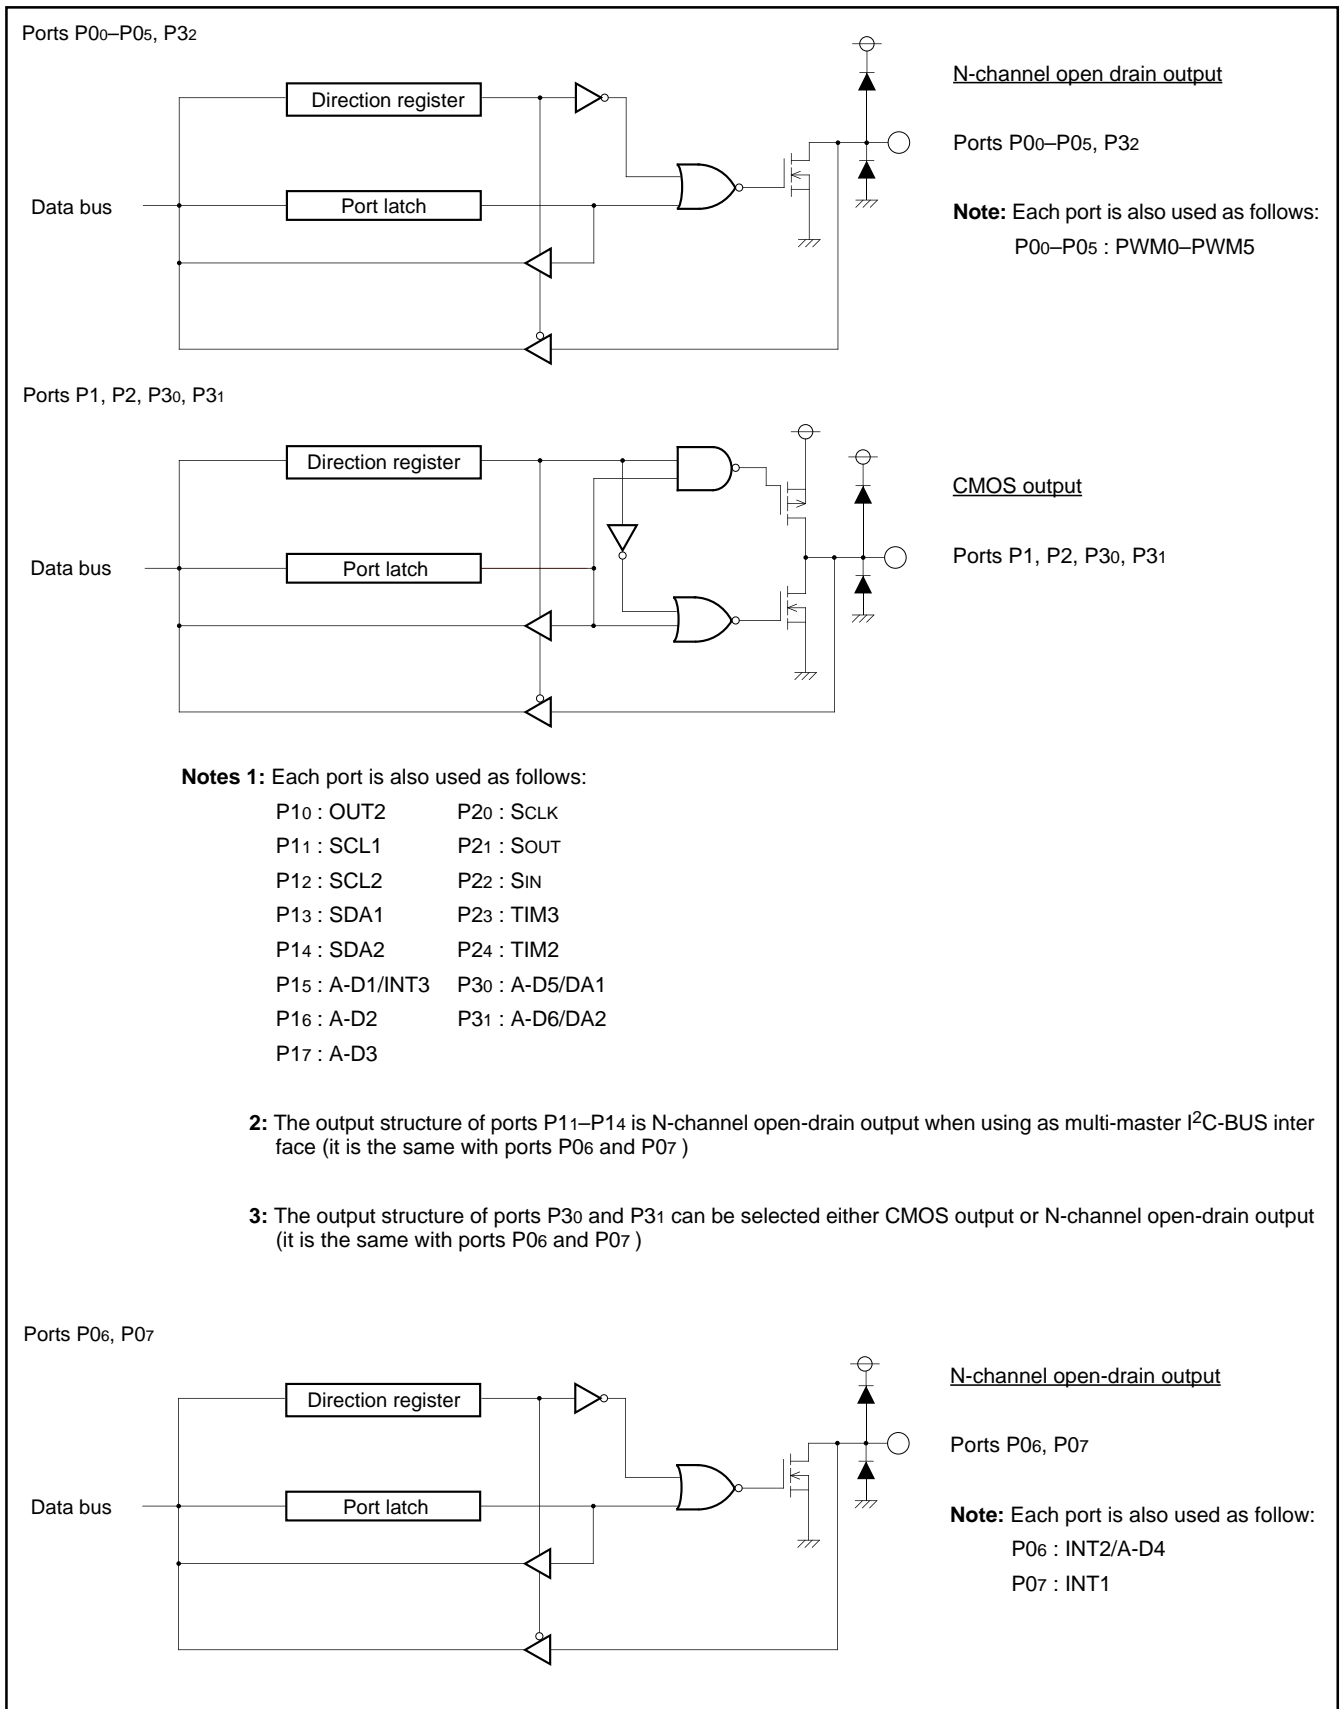 Ports P00–P05, P32
N-channel open drain output
Direction register
Ports P00–P05, P32
Data bus
Port latch
Note: Each port is also used as follows:
P00–P05 : PWM0–PWM5
Ports P1, P2, P30, P31
Direction register
CMOS output
Data bus
Port latch
Ports P1, P2, P30, P31
Notes 1: Each port is also used as follows:
P10 : OUT2 P20 : SCLK
P11 : SCL1 P21 : SOUT
P12 : SCL2 P22 : SIN
P13 : SDA1 P23 : TIM3
P14 : SDA2 P24 : TIM2
P15 : A-D1/INT3 P30 : A-D5/DA1
P16 : A-D2 P31 : A-D6/DA2
P17 : A-D3
2: The output structure of ports P11–P14 is N-channel open-drain output when using as multi-master I2C-BUS inter
face (it is the same with ports P06 and P07 )
3: The output structure of ports P30 and P31 can be selected either CMOS output or N-channel open-drain output
(it is the same with ports P06 and P07 )
Ports P06, P07
N-channel open-drain output
Direction register
Ports P06, P07
Data bus
Port latch
Note: Each port is also used as follow:
P06 : INT2/A-D4
P07 : INT1